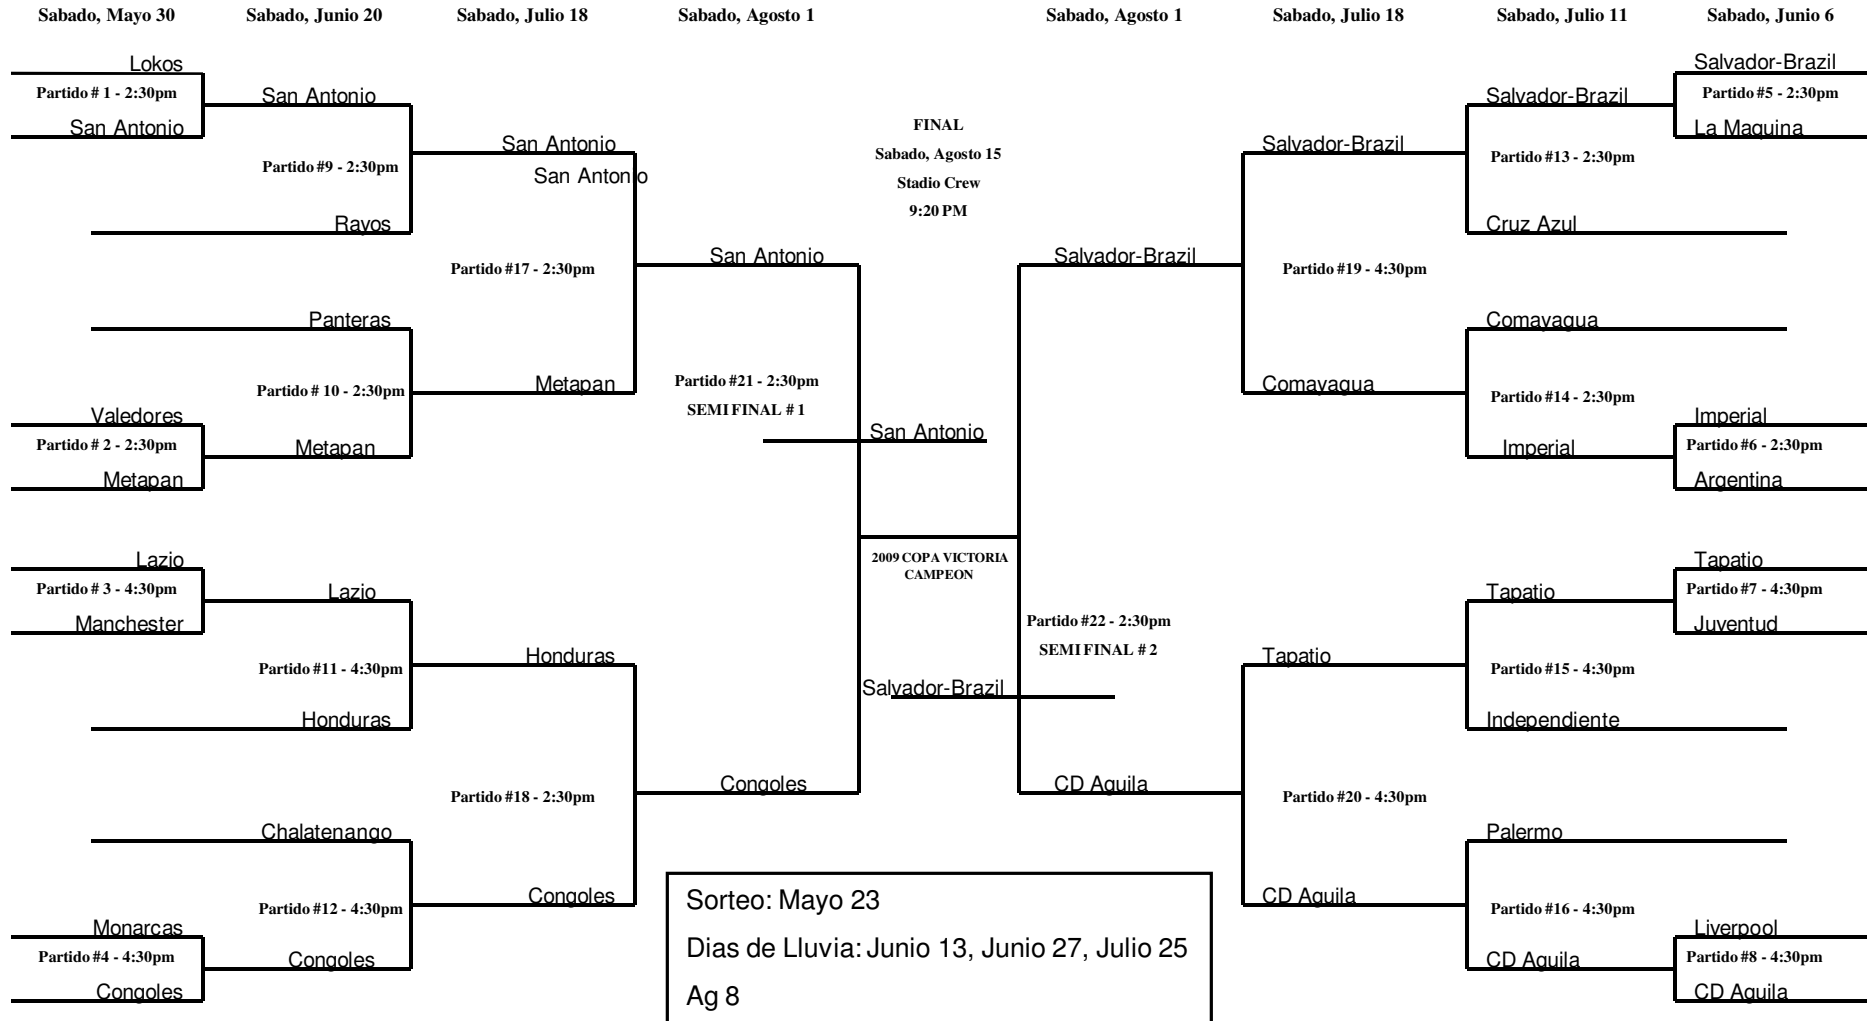 Sabado, Mayo 30
Sabado, Junio 20
Sabado, Julio 18
Sabado, Agosto 1
Sabado, Agosto 1
Sabado, Julio 18
Sabado, Julio 11
Sabado, Junio 6
Lokos
Partido # 1 - 2:30pm
San Antonio
San Antonio
Partido #9 - 2:30pm
Rayos
San Antonio
San Antonio
Partido #17 - 2:30pm
Panteras
Partido # 10 - 2:30pm
Metapan
Valedores
Partido # 2 - 2:30pm
Metapan
Metapan
San Antonio
Partido #21 - 2:30pm
SEMI FINAL # 1
San Antonio
Lazio
Partido # 3 - 4:30pm
Manchester
Lazio
Partido #11 - 4:30pm
Honduras
Honduras
Partido #18 - 2:30pm
Congoles
Chalatenango
Partido #12 - 4:30pm
Congoles
Monarcas
Partido #4 - 4:30pm
Congoles
Congoles
FINAL
Sabado, Agosto 15
Stadio Crew
9:20 PM
2009 COPA VICTORIA
CAMPEON
Salvador-Brazil
Salvador-Brazil
Partido #22 - 2:30pm
SEMI FINAL # 2
CD Aguila
Salvador-Brazil
Partido #19 - 4:30pm
Comayagua
Tapatio
Partido #20 - 4:30pm
CD Aguila
Salvador-Brazil
Partido #13 - 2:30pm
Cruz Azul
Comayagua
Partido #14 - 2:30pm
Imperial
Tapatio
Partido #15 - 4:30pm
Independiente
Palermo
Partido #16 - 4:30pm
CD Aguila
Salvador-Brazil
Partido #5 - 2:30pm
La Maquina
Imperial
Partido #6 - 2:30pm
Argentina
Tapatio
Partido #7 - 4:30pm
Juventud
Liverpool
Partido #8 - 4:30pm
CD Aguila
Sorteo: Mayo 23
Dias de Lluvia: Junio 13, Junio 27, Julio 25
Ag 8